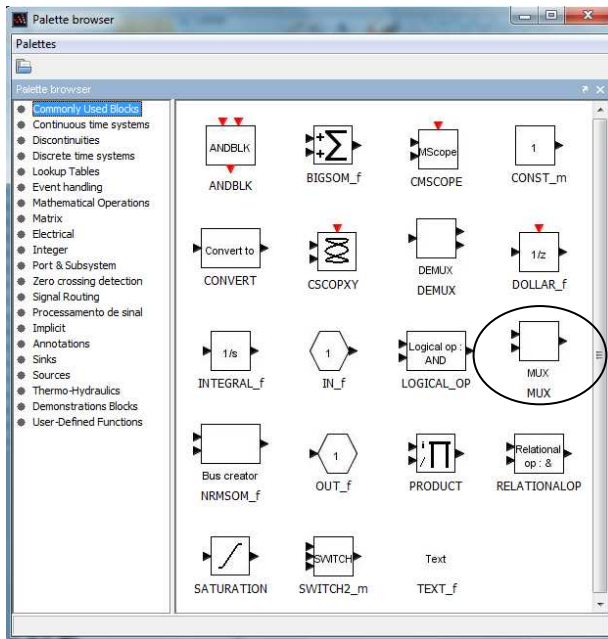 Palette browser
Palettes
Palette browser
Commonly Used Blocks
Continuous time systems
Discontinuities
Discrete time systems
Lookup Tables
Event handling
Mathematical Operations
Matrix
Electrical
Integer
Port & Subsystem
Zero crossing detection
Signal Routing
Processamento de sinal
Implicit
Annotations
Sinks
Sources
Thermo-Hydraulics
Demonstrations Blocks
User-Defined Functions
ANDBLK
ANDBLK
+
+
Σ
BIGSOM_f
MScope
CMSCOPE
1
CONST_m
Convert to
CONVERT
CSCOPXY
DEMUX
DEMUX
1/z
DOLLAR_f
1/s
INTEGRAL_f
1
IN_f
Logical op :
AND
LOGICAL_OP
MUX
MUX
Bus creator
NRMSOM_f
1
OUT_f
Π
PRODUCT
Relational
op : &
RELATIONALOP
SATURATION
SWITCH
SWITCH2_m
Text
TEXT_f